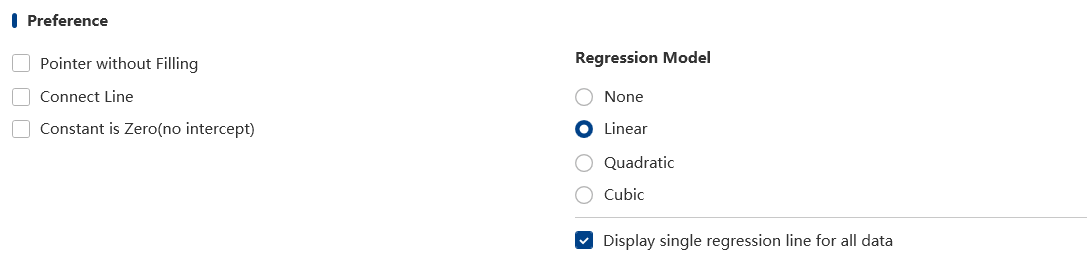 Preference
Pointer without Filling
Connect Line
Constant is Zero(no intercept)
Regression Model
None
Linear
Quadratic
Cubic
Display single regression line for all data